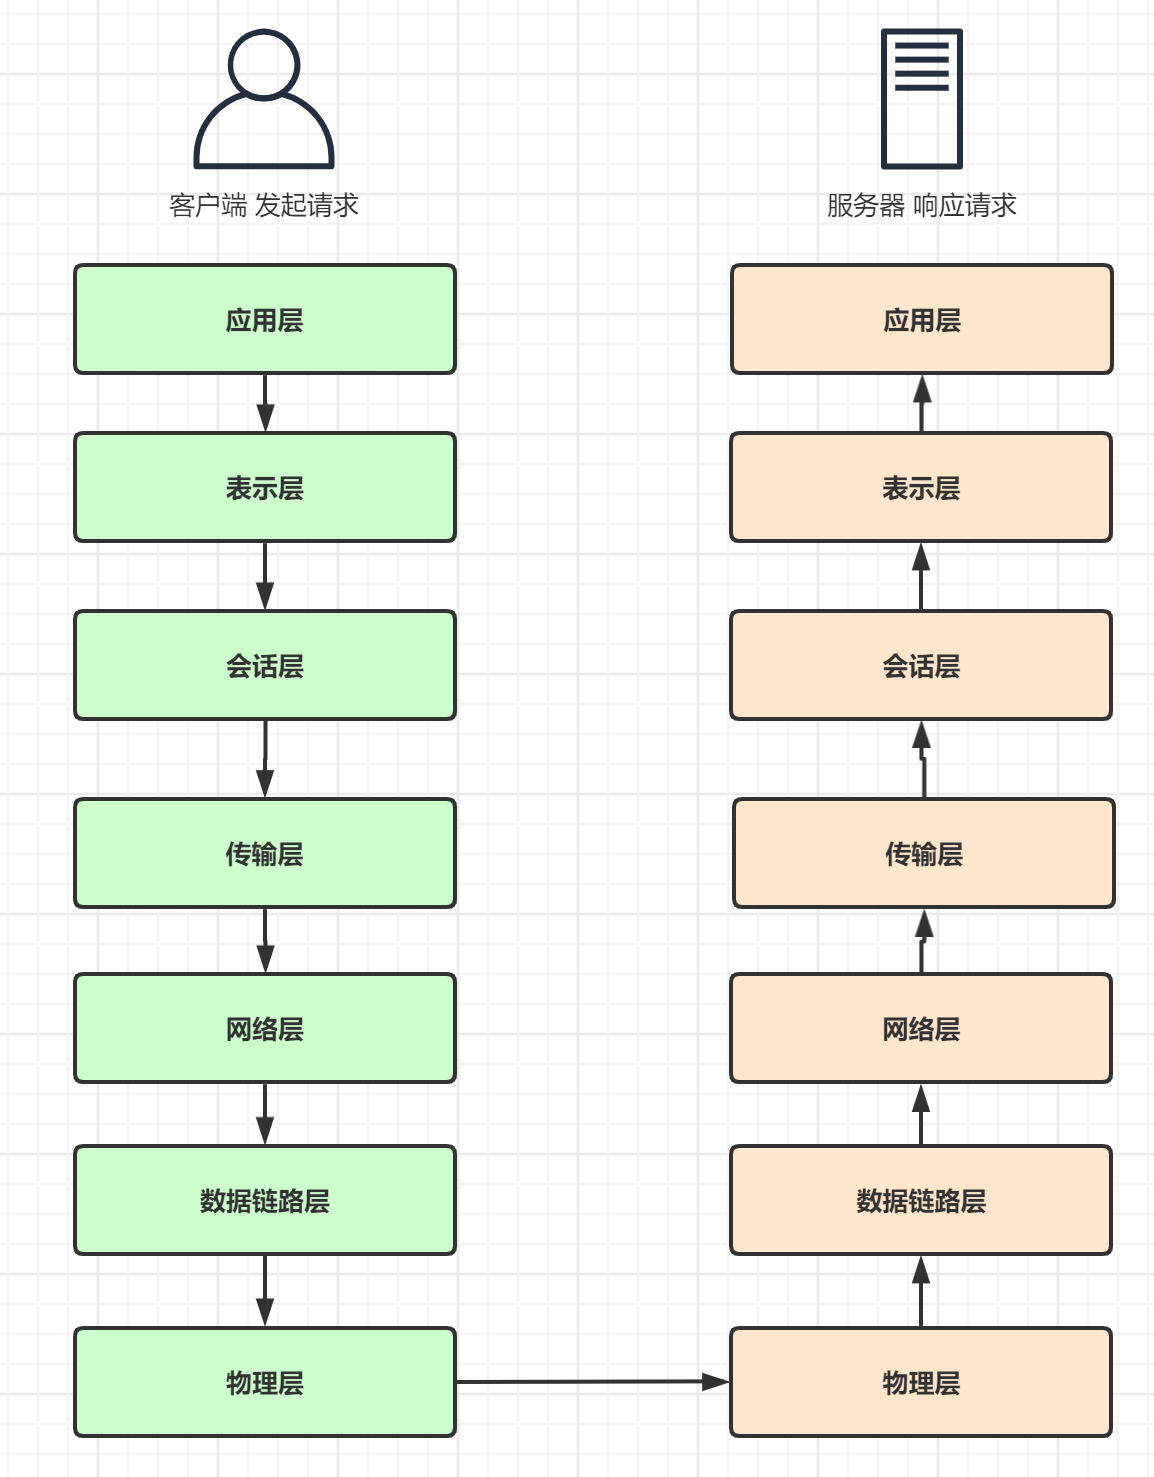 客户端 发起请求
应用层
表示层
会话层
传输层
网络层
数据链路层
物理层
服务器 响应请求
应用层
表示层
会话层
传输层
网络层
数据链路层
物理层